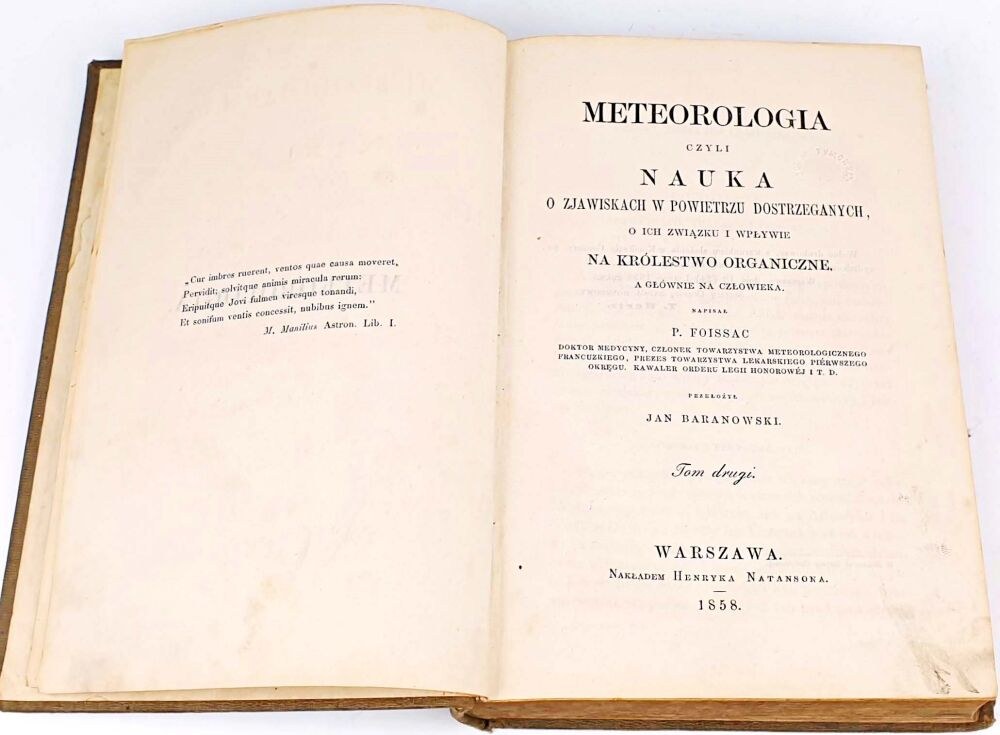 „Cur imbres ruerent, ventos quae causa moveret,
Pervidit; solvitque animis miracula rerum:
Eripuitque Jovi fulmen viresque tonandi,
Et sonitum ventis concessit, nubibus ignem.”
M. Manilius Astron. Lib. I.
METEOROLOGIA
CZYLI
NAUKA
O ZJAWISKACH W POWIETRZU DOSTRZEGANYCH,
O ICH ZWIĄZKU I WPŁYWIE
NA KRÓLESTWO ORGANICZNE,
A GŁÓWNIE NA CZŁOWIEKA.
NAPISAŁ
P. FOISSAC
DOKTOR MEDYCYNY, CZŁONEK TOWARZYSTWA METEOROLOGICZNEGO
FRANCUZKIEGO, PREZES TOWARZYSTWA LEKARSKIEGO PIÉRWSZEGO
OKRĘGU. KAWALER ORDERU LEGII HONOROWÉJ I T. D.
PRZEŁOŻYŁ
JAN BARANOWSKI.
Tom drugi.
WARSZAWA.
NAKŁADEM HENRYKA NATANSONA.
1858.